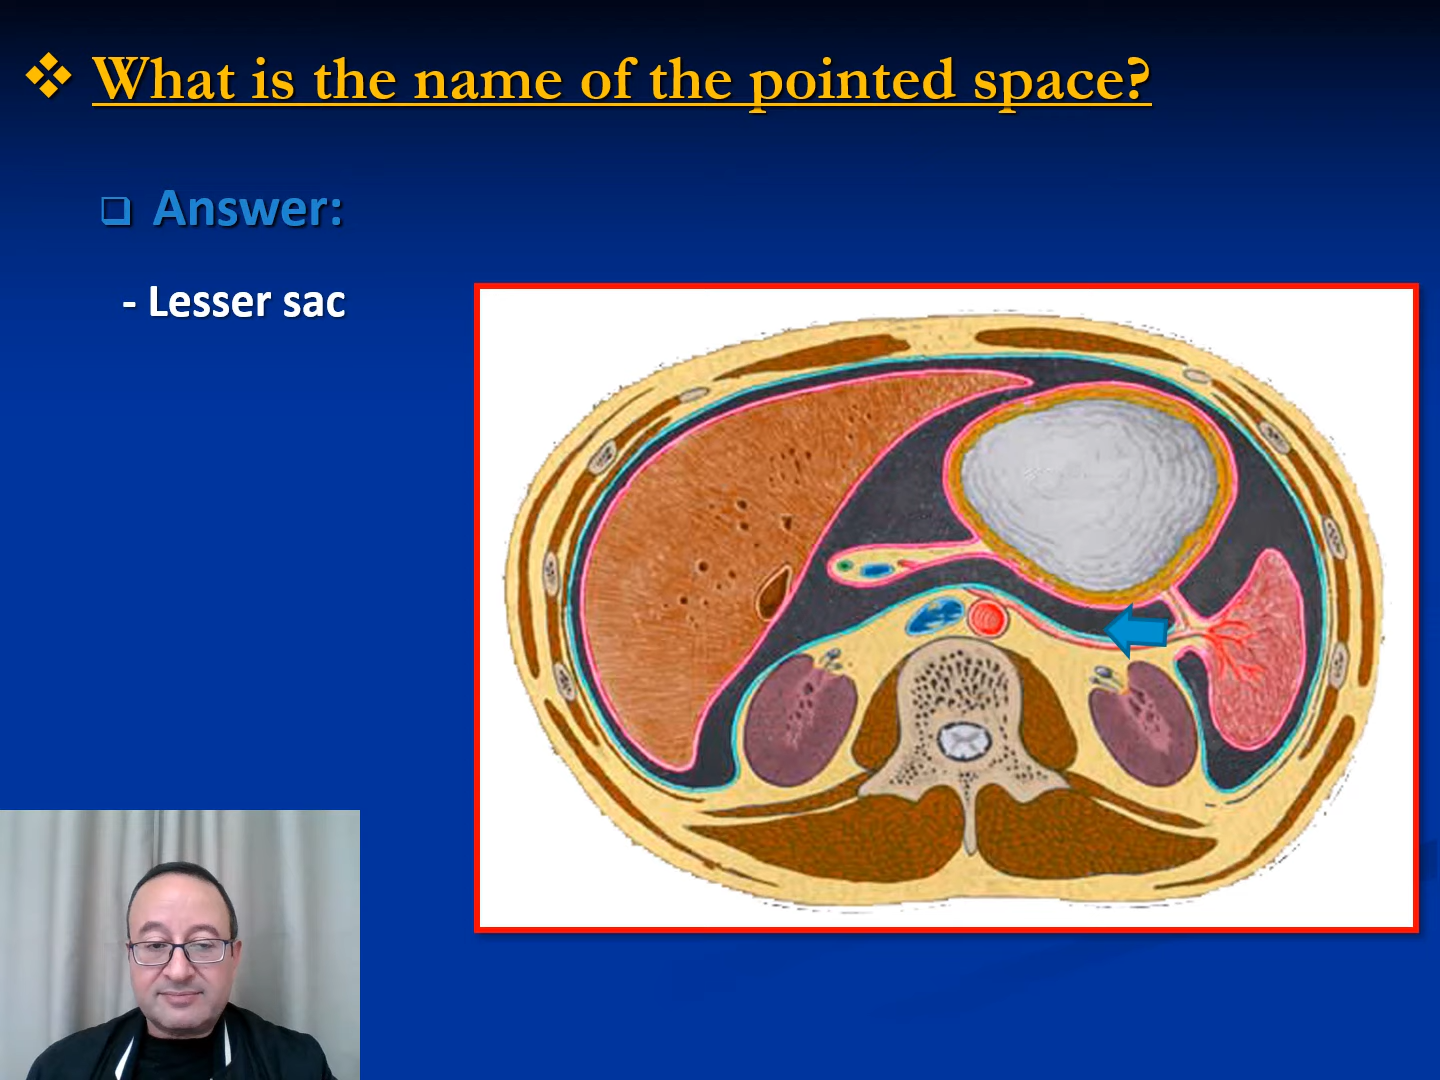 What is the name of the pointed space?
Answer:
- Lesser sac